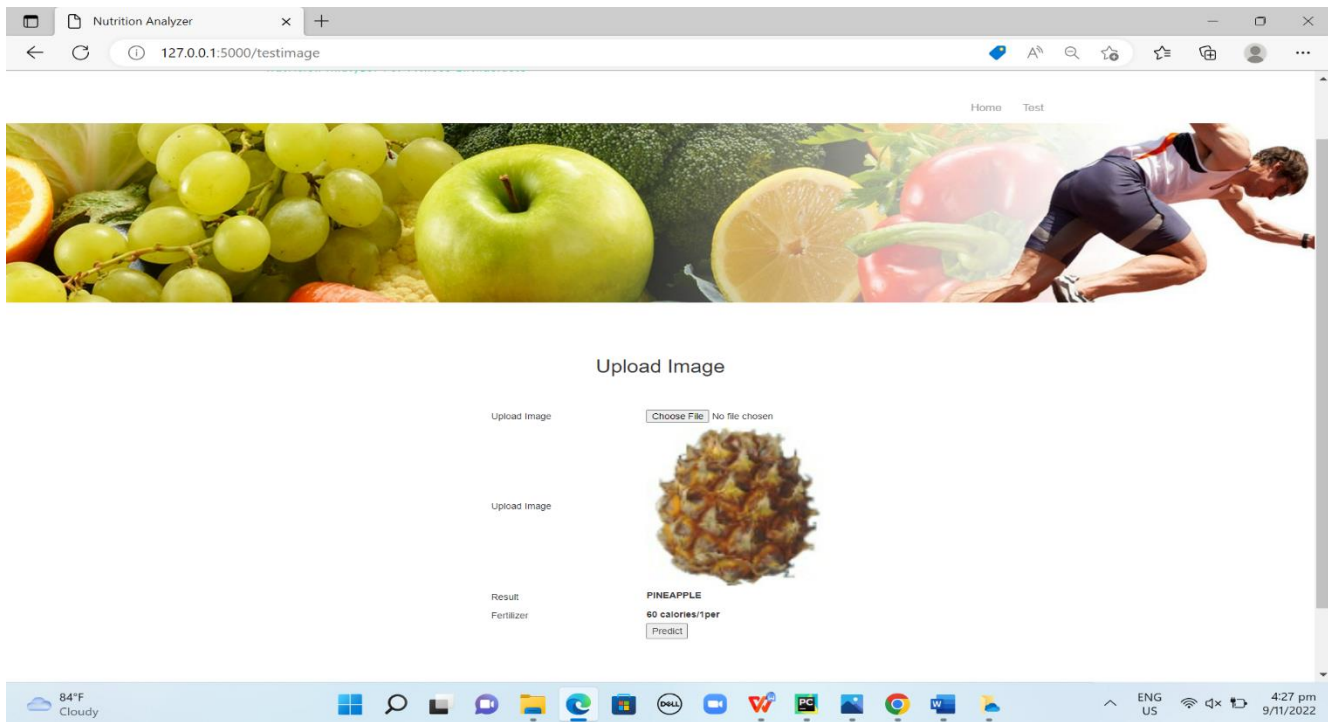 Nutrition Analyzer
127.0.0.1:5000/testimage
Home Test
Upload Image
Upload Image Choose File No file chosen
Upload Image
Result PINEAPPLE
Fertilizer 60 calories/1per
Predict
84°F
Cloudy
DELL
PC
W
ENG
US
4:27 pm
9/11/2022